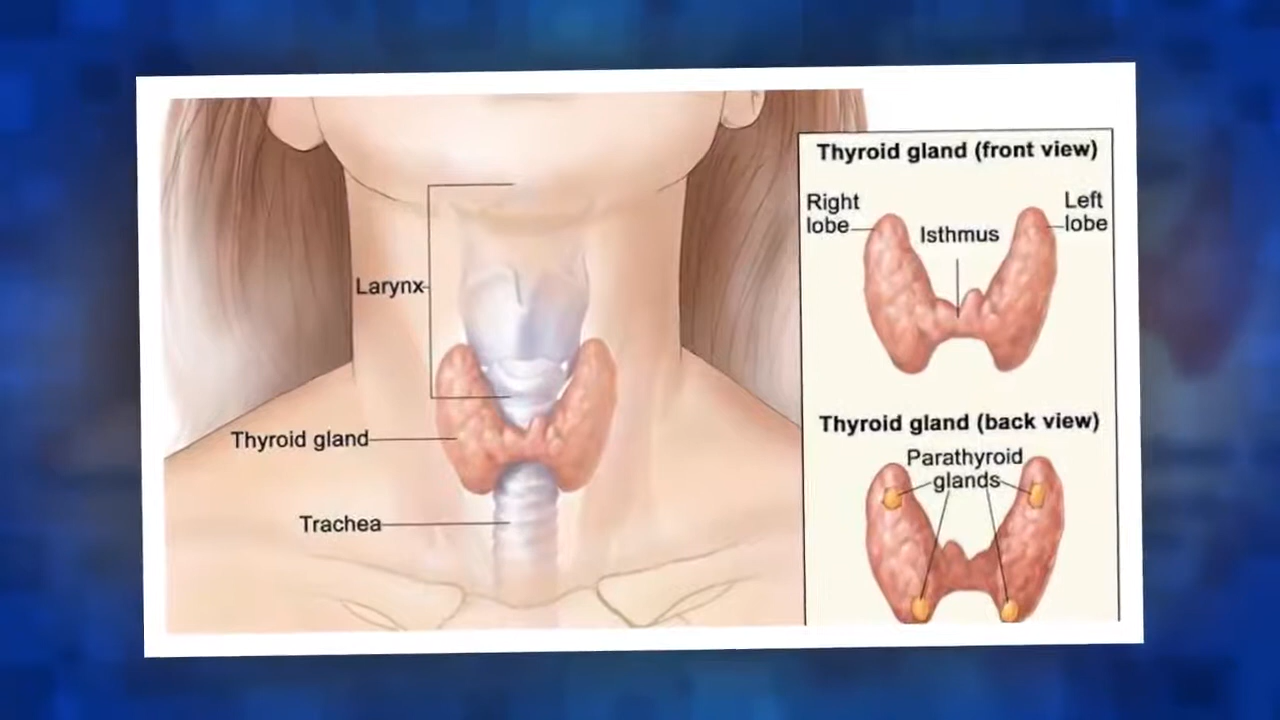 Larynx
Thyroid gland
Trachea
Thyroid gland (front view)
Right
lobe
Isthmus
Left
lobe
Thyroid gland (back view)
Parathyroid
glands